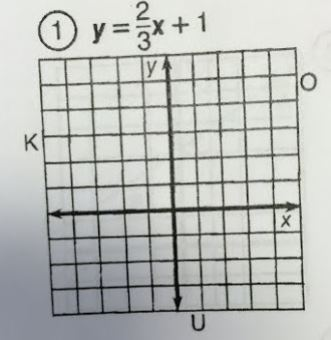 ① y = 2/3x + 1
y
O
K
x
U